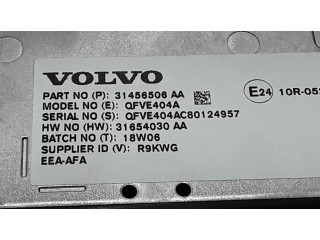 VOLVO
PART NO (P): 31456506 AA
MODEL NO (E): QFVE404A
SERIAL NO (S): QFVE404AC80124957
HW NO (HW): 31654030 AA
BATCH NO (T): 18W06
SUPPLIER ID (V): R9KWG
EEA-AFA
E24 10R-05